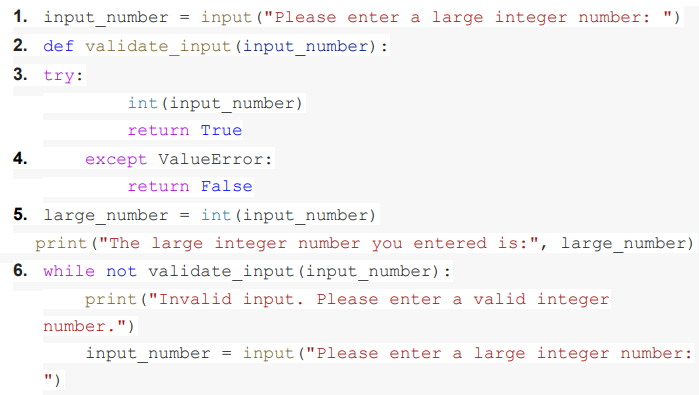 1. input_number = input("Please enter a large integer number: ")
2. def validate_input(input_number):
3. try:
int(input_number)
return True
4. except ValueError:
return False
5. large_number = int(input_number)
print("The large integer number you entered is:", large_number)
6. while not validate_input(input_number):
print("Invalid input. Please enter a valid integer
number.")
input_number = input("Please enter a large integer number:
")